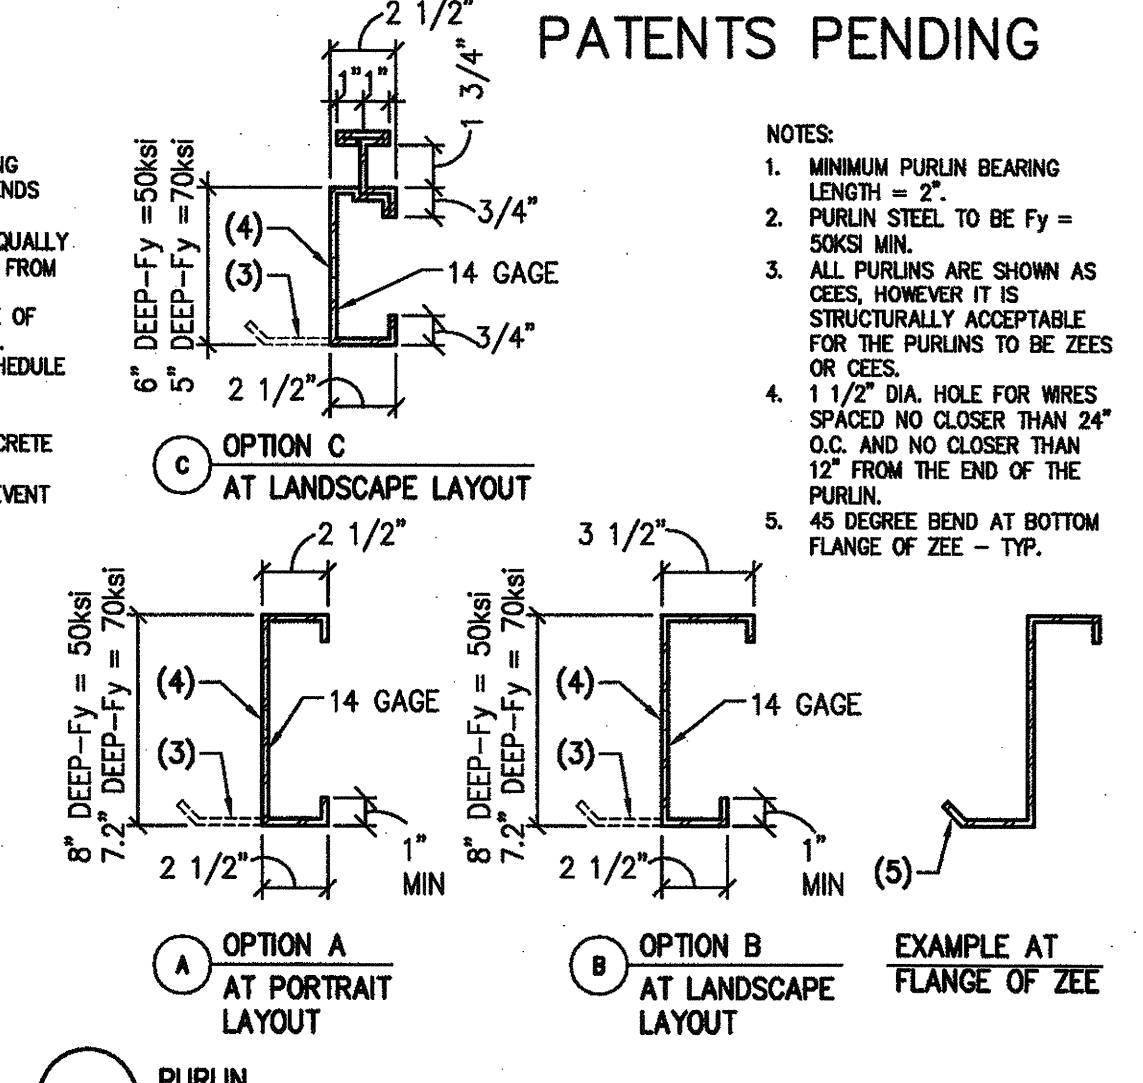 PATENTS PENDING
NG
ENDS
QUALLY
FROM
E OF
HEDULE
CRETE
EVENT
2 1/2"
1" 1"
1 3/4"
3/4"
6" DEEP-Fy =50ksi
5" DEEP-Fy =70ksi
(4)
(3)
14 GAGE
3/4"
2 1/2"
C
OPTION C
AT LANDSCAPE LAYOUT
NOTES:
1. MINIMUM PURLIN BEARING
LENGTH = 2".
2. PURLIN STEEL TO BE Fy =
50KSI MIN.
3. ALL PURLINS ARE SHOWN AS
CEES, HOWEVER IT IS
STRUCTURALLY ACCEPTABLE
FOR THE PURLINS TO BE ZEES
OR CEES.
4. 1 1/2" DIA. HOLE FOR WIRES
SPACED NO CLOSER THAN 24"
O.C. AND NO CLOSER THAN
12" FROM THE END OF THE
PURLIN.
5. 45 DEGREE BEND AT BOTTOM
FLANGE OF ZEE - TYP.
2 1/2"
8" DEEP-Fy = 50ksi
7.2" DEEP-Fy = 70ksi
(4)
14 GAGE
(3)
2 1/2"
1"
MIN
A
OPTION A
AT PORTRAIT
LAYOUT
3 1/2"
8" DEEP-Fy = 50ksi
7.2" DEEP-Fy = 70ksi
(4)
14 GAGE
(3)
2 1/2"
1"
MIN
B
OPTION B
AT LANDSCAPE
LAYOUT
(5)
EXAMPLE AT
FLANGE OF ZEE
PURLIN